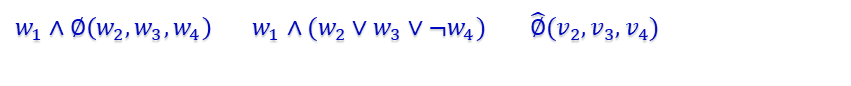 w₁ ∧ ∅(w₂, w₃, w₄) w₁ ∧ (w₂ ∨ w₃ ∨ ¬w₄) ∅̂(v₂, v₃, v₄)